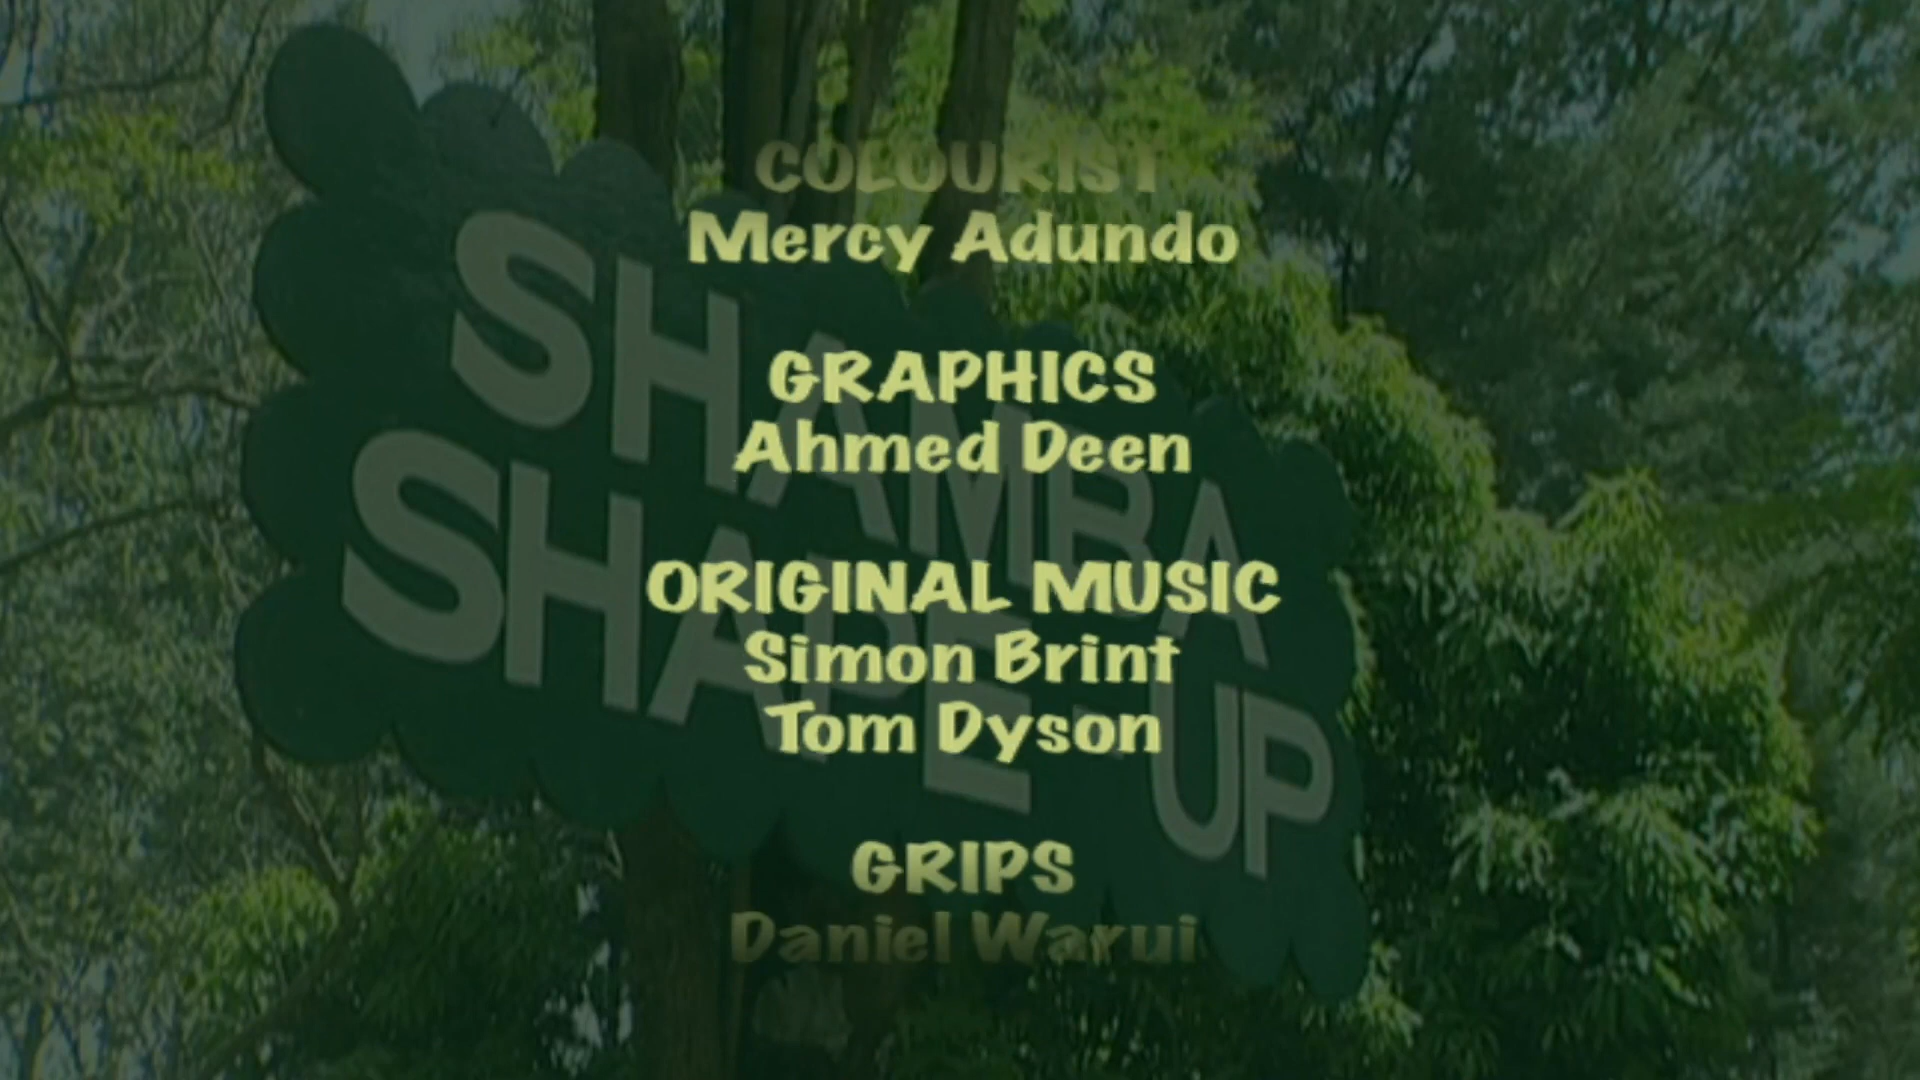 COLOURIST
Mercy Adundo
GRAPHICS
Ahmed Deen
ORIGINAL MUSIC
Simon Brint
Tom Dyson
GRIPS
Daniel Warui
SHAMBA
SHAPE-UP